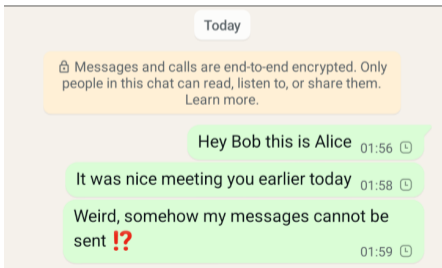 Today
Messages and calls are end-to-end encrypted. Only
people in this chat can read, listen to, or share them.
Learn more.
Hey Bob this is Alice 01:56
It was nice meeting you earlier today 01:58
Weird, somehow my messages cannot be
sent ⁉️
01:59